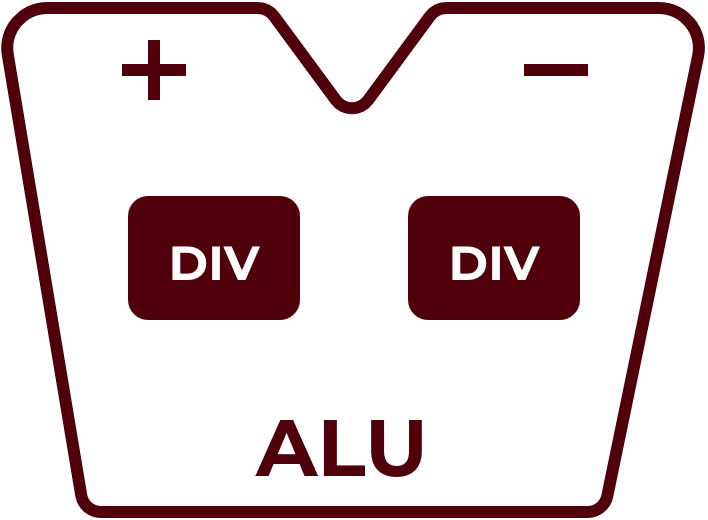 + −
DIV DIV
ALU